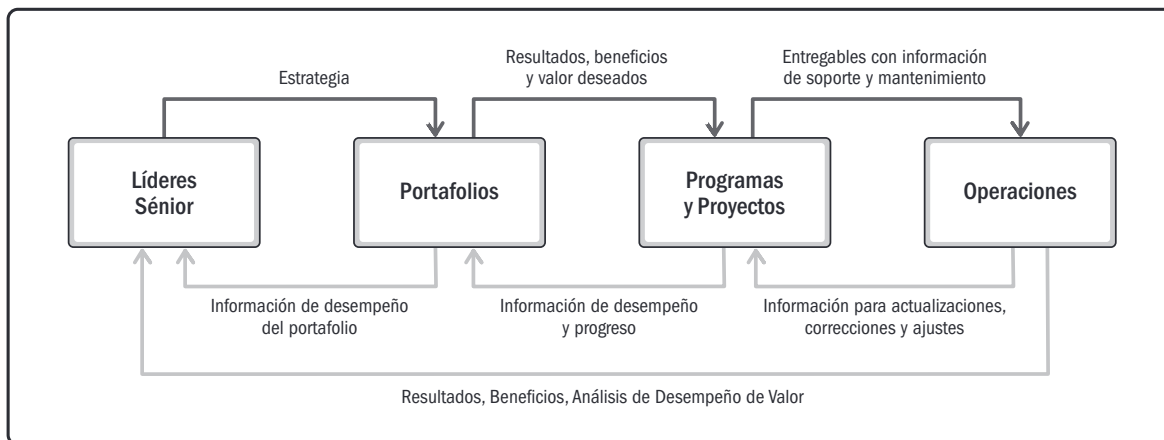 Estrategia
Resultados, beneficios
y valor deseados
Entregables con información
de soporte y mantenimiento
Líderes
Sénior
Portafolios
Programas
y Proyectos
Operaciones
Información de desempeño
del portafolio
Información de desempeño
y progreso
Información para actualizaciones,
correcciones y ajustes
Resultados, Beneficios, Análisis de Desempeño de Valor